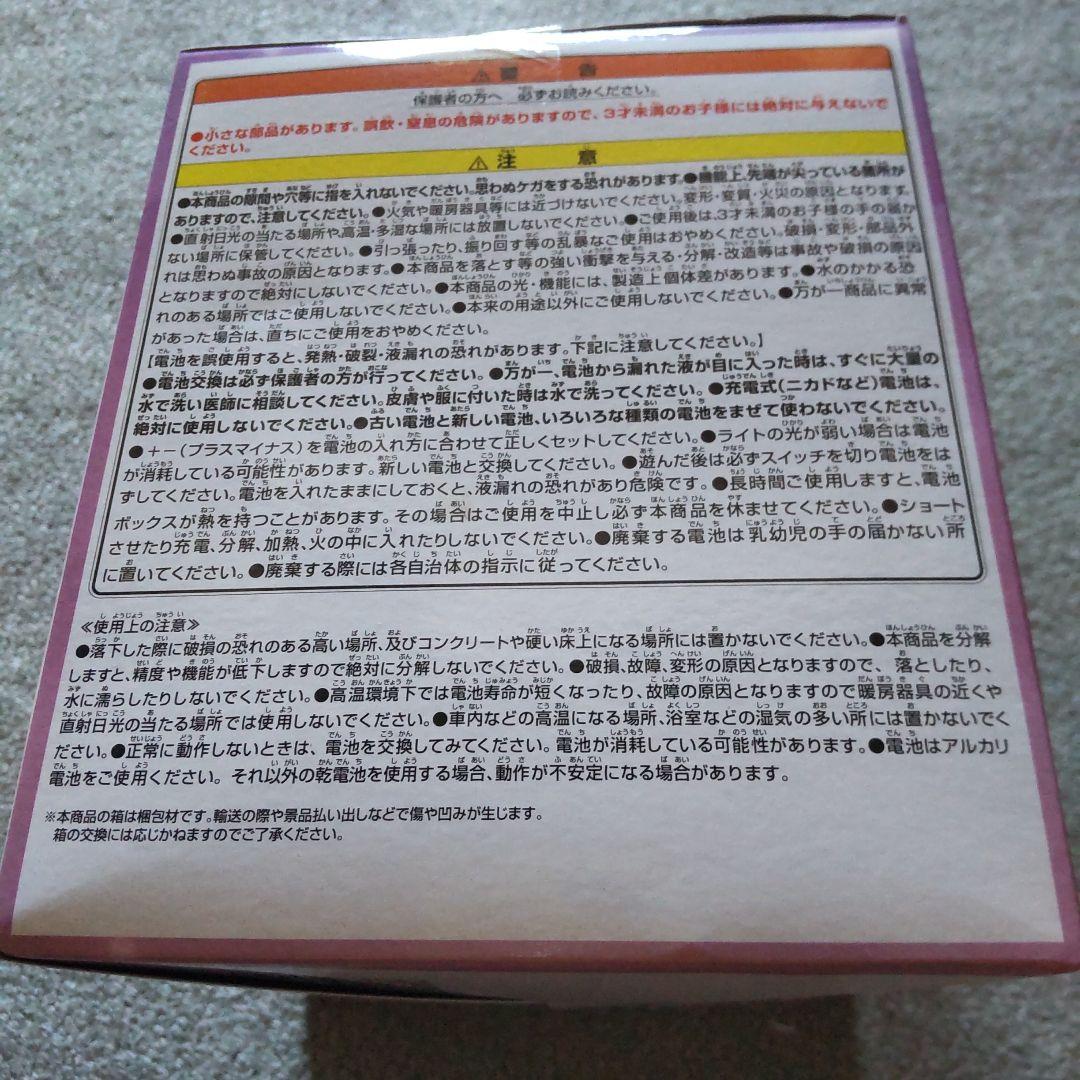 ⚠警告
保護者の方へ 必ずお読みください。
●小さな部品があります。誤飲・窒息の危険がありますので、3才未満のお子様には絶対に与えないで
ください。
⚠注意
●本商品の隙間や穴等に指を入れないでください。思わぬケガをする恐れがあります。●機能上、先端が尖っている箇所が
ありますので、注意してください。●火気や暖房器具等には近づけないでください。変形・変質・火災の原因となります。
●直射日光の当たる場所や高温・多湿な場所には放置しないでください。●ご使用後は、3才未満のお子様の手の届か
ない場所に保管してください。●引っ張ったり、振り回す等の乱暴なご使用はおやめください。破損・変形・部品外
れは思わぬ事故の原因となります。●本商品を落とす等の強い衝撃を与える・分解・改造等は事故や破損の原因
となりますので絶対にしないでください。●本商品の光・機能には、製造上個体差があります。●水のかかる恐
れのある場所ではご使用しないでください。●本来の用途以外にご使用しないでください。●万が一商品に異常
があった場合は、直ちにご使用をおやめください。
【電池を誤使用すると、発熱・破裂・液漏れの恐れがあります。下記に注意してください。】
●電池交換は必ず保護者の方が行ってください。●万が一、電池から漏れた液が目に入った時は、すぐに大量の
水で洗い医師に相談してください。皮膚や服に付いた時は水で洗ってください。●充電式(ニカドなど)電池は、
絶対に使用しないでください。●古い電池と新しい電池、いろいろな種類の電池をまぜて使わないでください。
●+-(プラスマイナス)を電池の入れ方に合わせて正しくセットしてください。●ライトの光が弱い場合は電池
が消耗している可能性があります。新しい電池と交換してください。●遊んだ後は必ずスイッチを切り電池をは
ずしてください。電池を入れたままにしておくと、液漏れの恐れがあり危険です。●長時間ご使用しますと、電池
ボックスが熱を持つことがあります。その場合はご使用を中止し必ず本商品を休ませてください。●ショート
させたり充電、分解、加熱、火の中に入れたりしないでください。●廃棄する電池は乳幼児の手の届かない所
に置いてください。●廃棄する際には各自治体の指示に従ってください。
≪使用上の注意≫
●落下した際に破損の恐れのある高い場所、及びコンクリートや硬い床上になる場所には置かないでください。●本商品を分解
しますと、精度や機能が低下しますので絶対に分解しないでください。●破損、故障、変形の原因となりますので、落としたり、
水に濡らしたりしないでください。●高温環境下では電池寿命が短くなったり、故障の原因となりますので暖房器具の近くや
直射日光の当たる場所では使用しないでください。●車内などの高温になる場所、浴室などの湿気の多い所には置かないでく
ださい。●正常に動作しないときは、電池を交換してみてください。電池が消耗している可能性があります。●電池はアルカリ
電池をご使用ください。それ以外の乾電池を使用する場合、動作が不安定になる場合があります。
※本商品の箱は梱包材です。輸送の際や景品払い出しなどで傷や凹みが生じます。
箱の交換には応じかねますのでご了承ください。